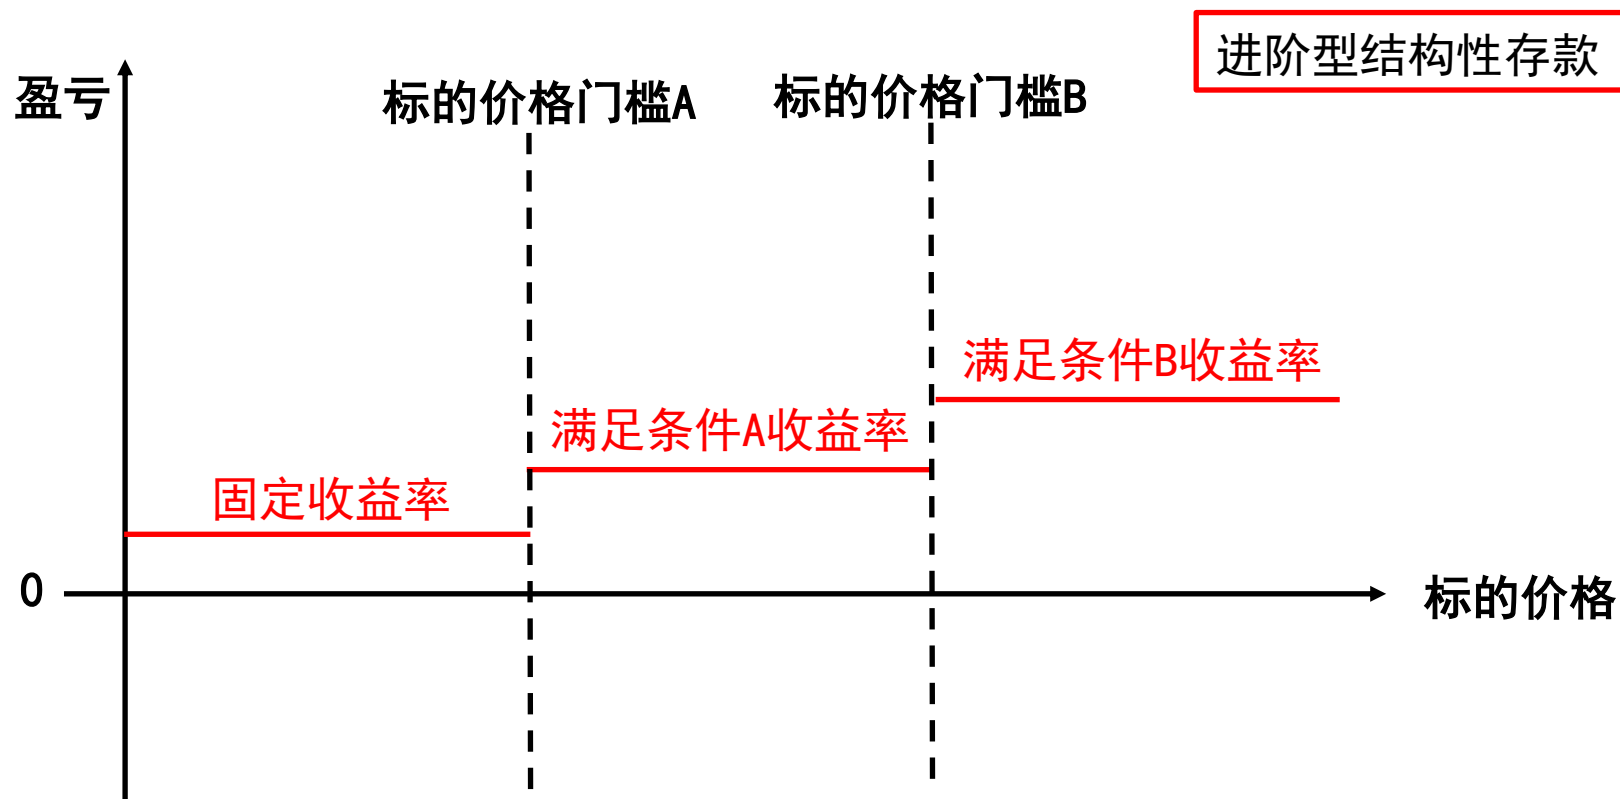 进阶型结构性存款
盈亏
标的价格门槛A
标的价格门槛B
满足条件B收益率
满足条件A收益率
固定收益率
0
标的价格